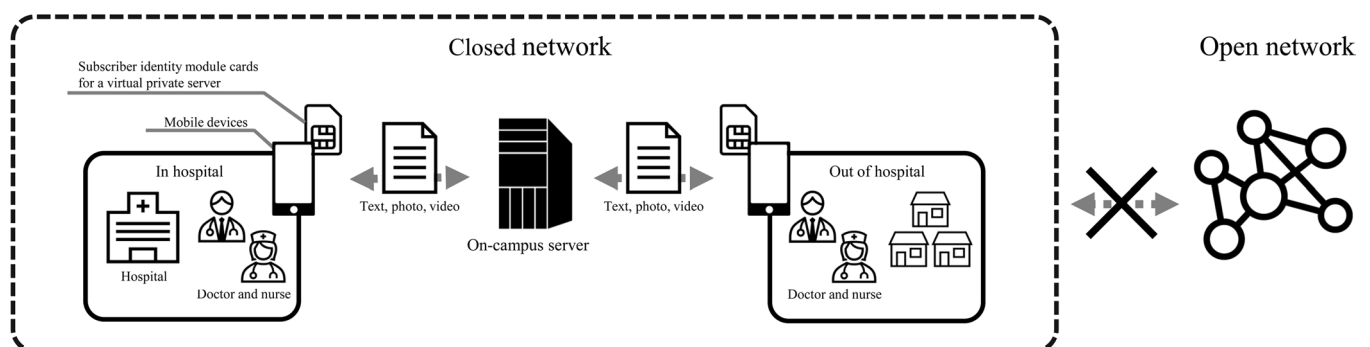 Closed network
Open network
Subscriber identity module cards
for a virtual private server
Mobile devices
In hospital
Hospital
Doctor and nurse
Text, photo, video
On-campus server
Text, photo, video
Out of hospital
Doctor and nurse